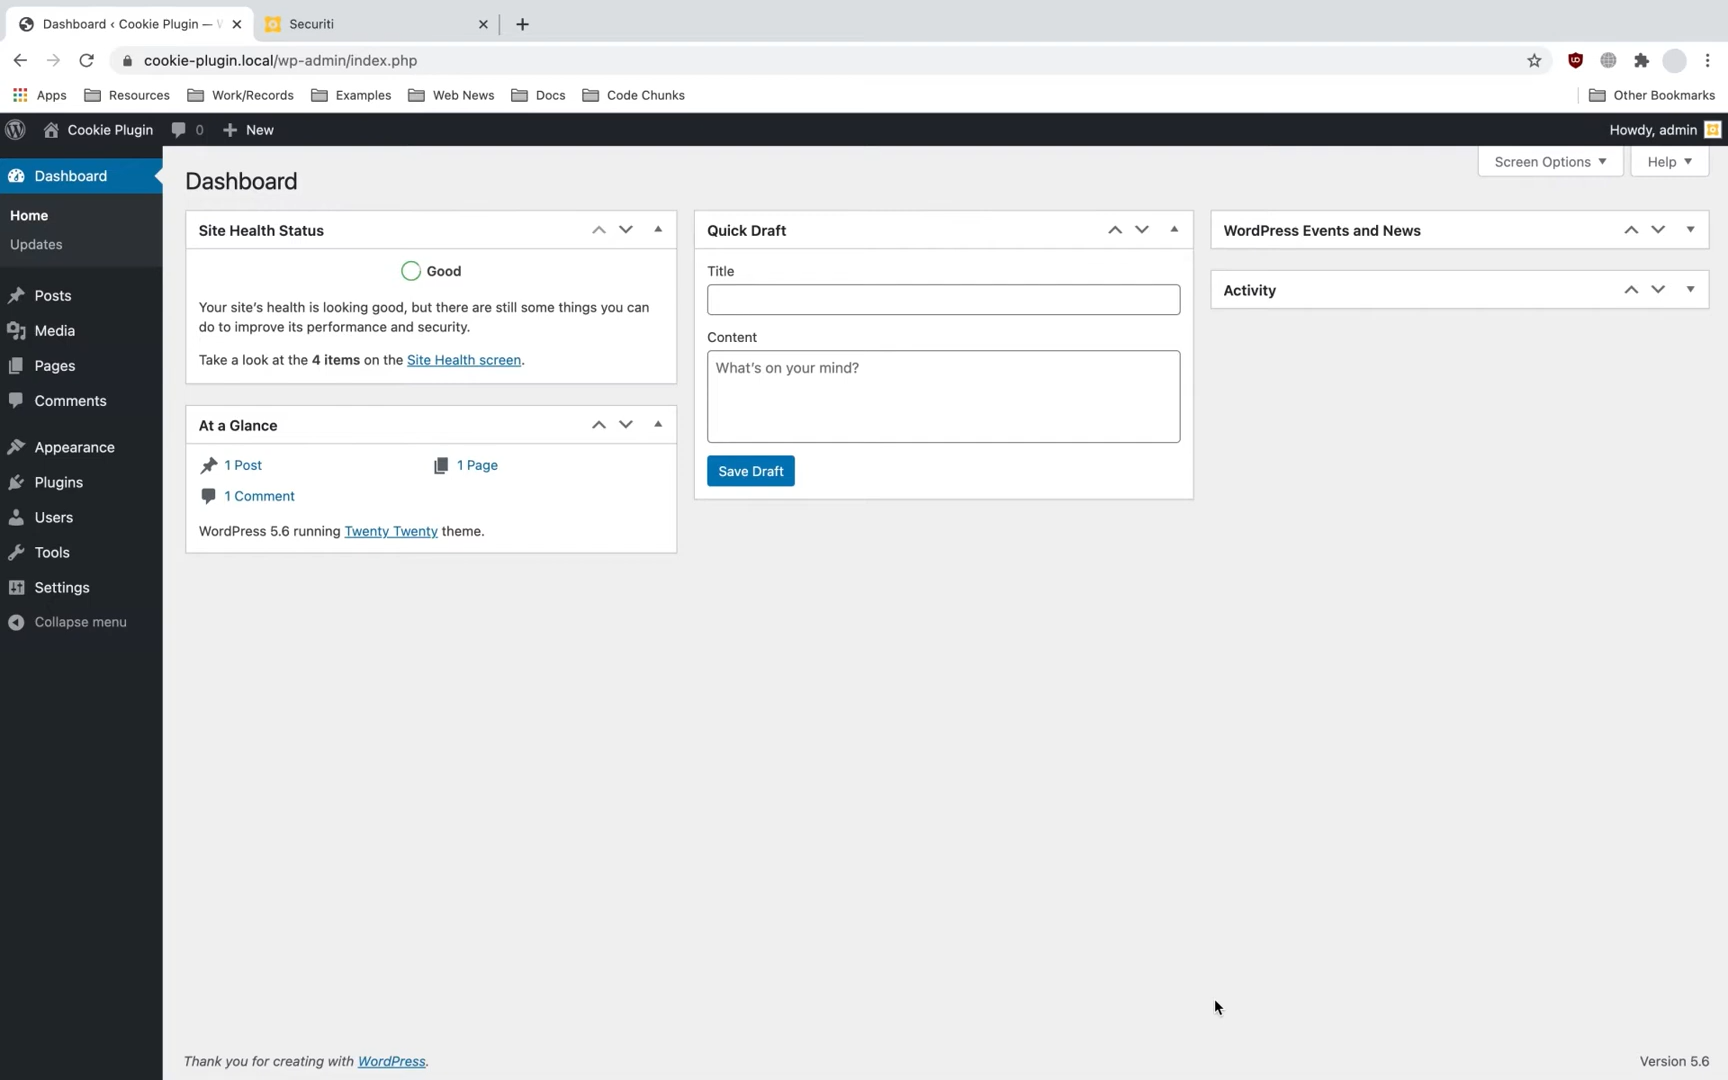 Dashboard ‹ Cookie Plugin —
Securiti
cookie-plugin.local/wp-admin/index.php
Apps Resources Work/Records Examples Web News Docs Code Chunks Other Bookmarks
Cookie Plugin 0 New Howdy, admin
Screen Options Help
Dashboard
Home
Updates
Posts
Media
Pages
Comments
Appearance
Plugins
Users
Tools
Settings
Collapse menu
Dashboard
Site Health Status
Good
Your site's health is looking good, but there are still some things you can
do to improve its performance and security.
Take a look at the 4 items on the Site Health screen.
At a Glance
1 Post 1 Page
1 Comment
WordPress 5.6 running Twenty Twenty theme.
Quick Draft
Title
Content
What's on your mind?
Save Draft
WordPress Events and News
Activity
Thank you for creating with WordPress. Version 5.6